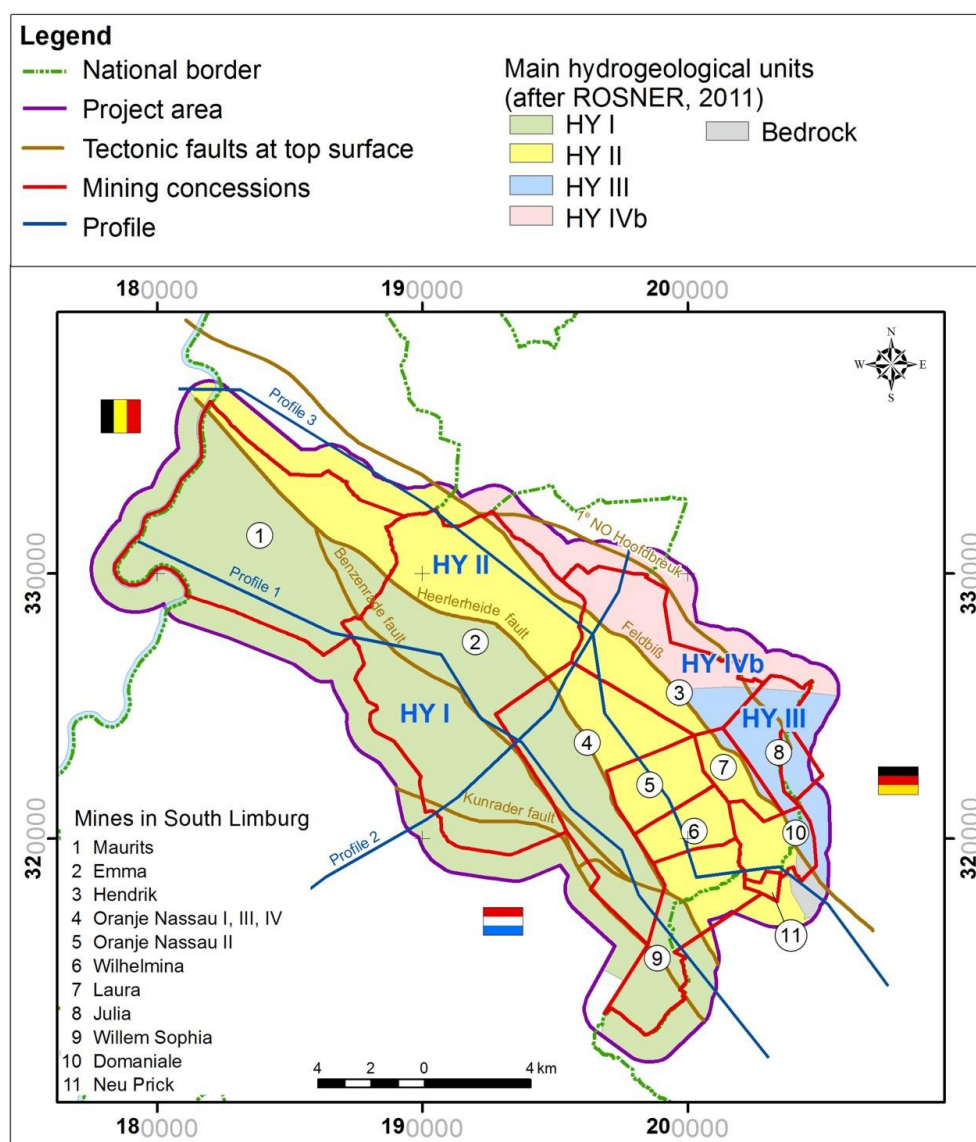 Legend
National border
Project area
Tectonic faults at top surface
Mining concessions
Profile
Main hydrogeological units
(after ROSNER, 2011)
HY I
HY II
HY III
HY IVb
Bedrock
180000
190000
200000
N
W
E
S
330000
330000
320000
320000
Profile 3
1° NO Hoofdbreuk
1
HY II
Benzenrade fault
Heerlerheide fault
Profile 1
2
Feldbiß
HY IVb
3
HY I
HY III
4
7
8
5
Kunrader fault
6
10
Profile 2
11
9
Mines in South Limburg
1 Maurits
2 Emma
3 Hendrik
4 Oranje Nassau I, III, IV
5 Oranje Nassau II
6 Wilhelmina
7 Laura
8 Julia
9 Willem Sophia
10 Domaniale
11 Neu Prick
4 2 0 4 km
180000
190000
200000